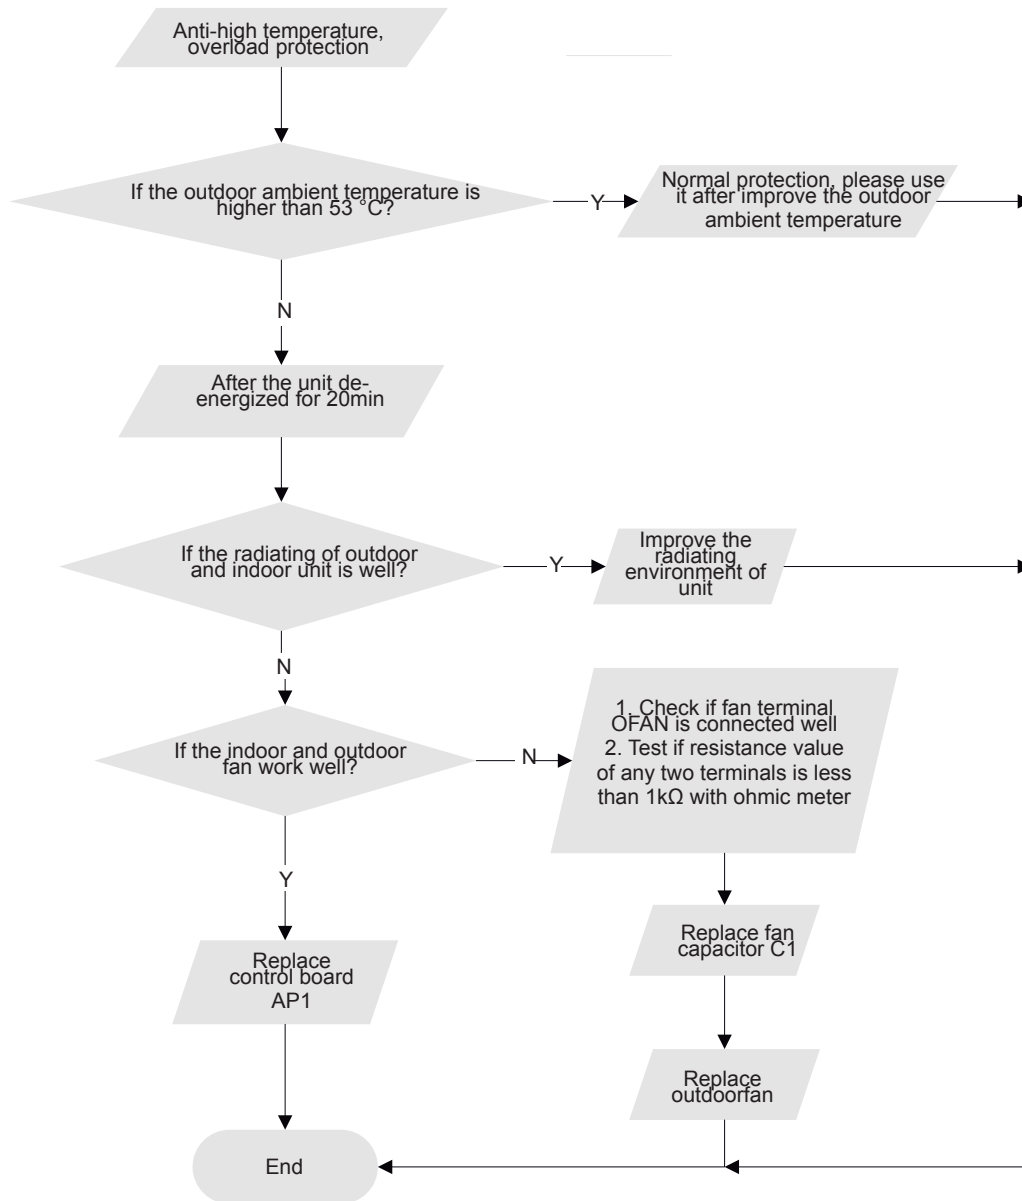 Anti-high temperature,
overload protection
If the outdoor ambient temperature is
higher than 53 °C?
Y
Normal protection, please use
it after improve the outdoor
ambient temperature
N
After the unit de-
energized for 20min
If the radiating of outdoor
and indoor unit is well?
Y
Improve the
radiating
environment of
unit
N
If the indoor and outdoor
fan work well?
N
1. Check if fan terminal
OFAN is connected well
2. Test if resistance value
of any two terminals is less
than 1kΩ with ohmic meter
Y
Replace fan
capacitor C1
Replace
control board
AP1
Replace
outdoorfan
End